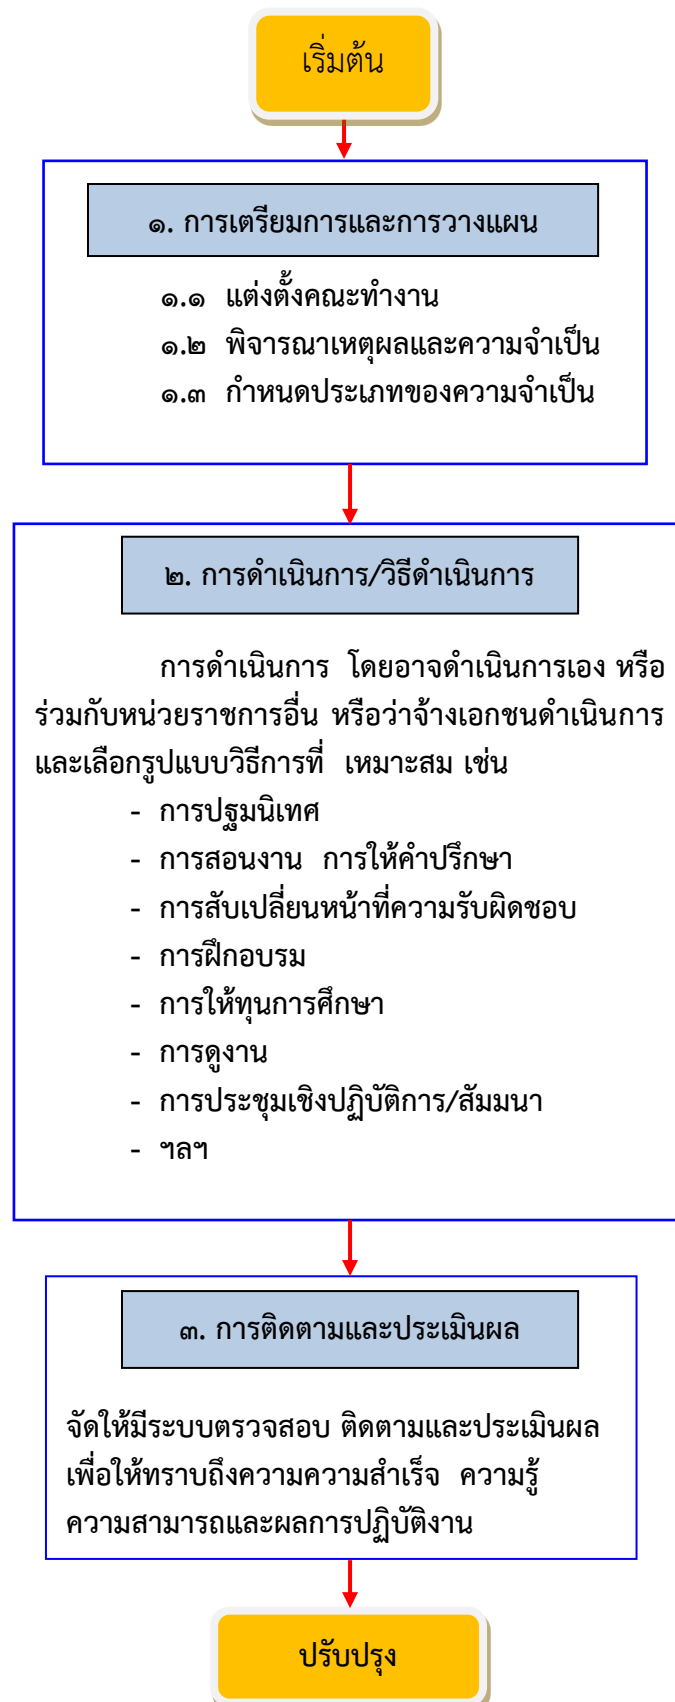 เริ่มต้น
๑. การเตรียมการและการวางแผน
๑.๑ แต่งตั้งคณะทำงาน
๑.๒ พิจารณาเหตุผลและความจำเป็น
๑.๓ กำหนดประเภทของความจำเป็น
๒. การดำเนินการ/วิธีดำเนินการ
การดำเนินการ โดยอาจดำเนินการเอง หรือ
ร่วมกับหน่วยราชการอื่น หรือว่าจ้างเอกชนดำเนินการ
และเลือกรูปแบบวิธีการที่ เหมาะสม เช่น
- การปฐมนิเทศ
- การสอนงาน การให้คำปรึกษา
- การสับเปลี่ยนหน้าที่ความรับผิดชอบ
- การฝึกอบรม
- การให้ทุนการศึกษา
- การดูงาน
- การประชุมเชิงปฏิบัติการ/สัมมนา
- ฯลฯ
๓. การติดตามและประเมินผล
จัดให้มีระบบตรวจสอบ ติดตามและประเมินผล
เพื่อให้ทราบถึงความความสำเร็จ ความรู้
ความสามารถและผลการปฏิบัติงาน
ปรับปรุง